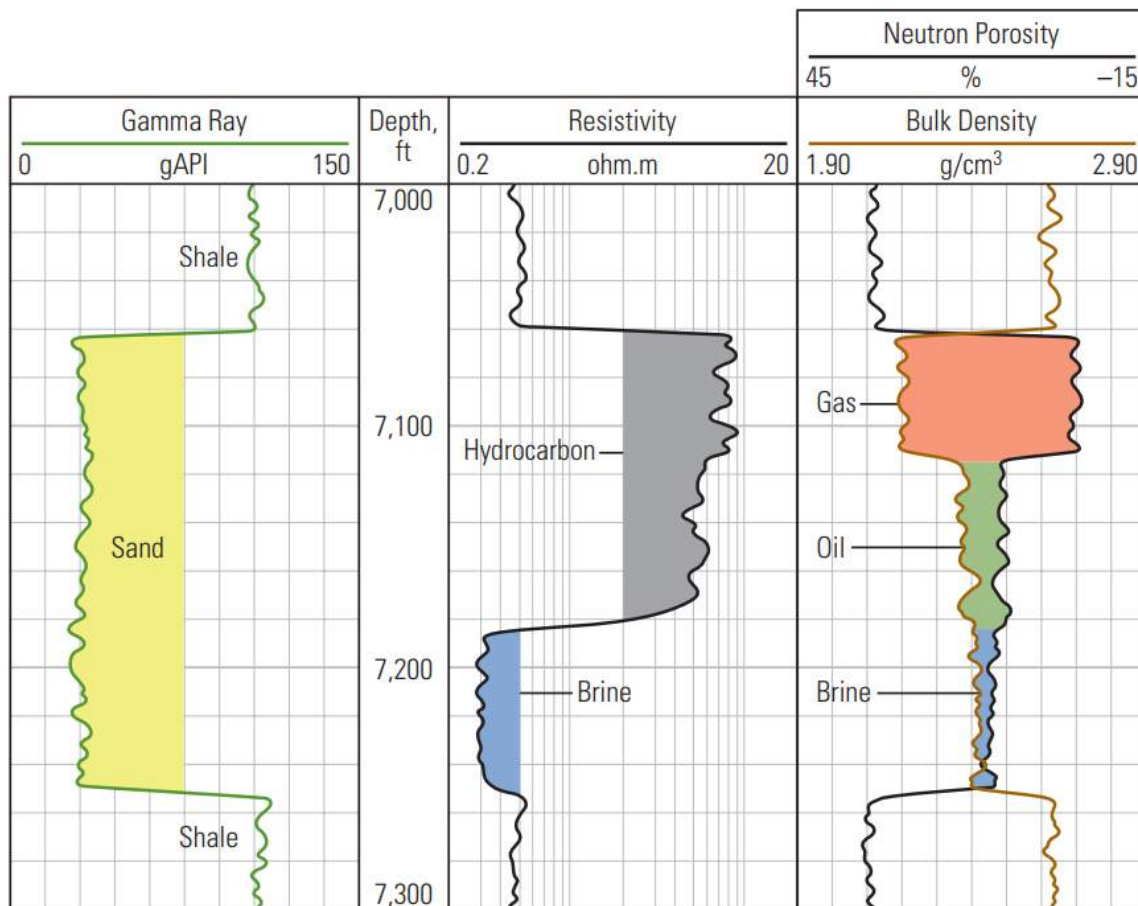 Neutron Porosity
45 % –15
Gamma Ray
0 gAPI 150
Depth,
ft
Resistivity
0.2 ohm.m 20
Bulk Density
1.90 g/cm³ 2.90
7,000
Shale
Gas
7,100
Hydrocarbon
Sand
Oil
7,200
Brine
Brine
Shale
7,300